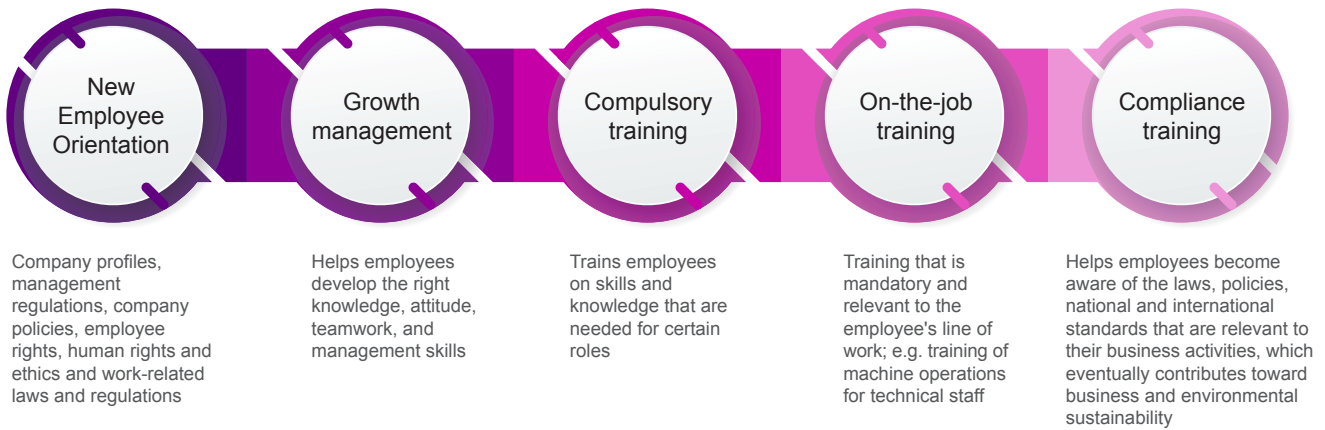 New
Employee
Orientation
Growth
management
Compulsory
training
On-the-job
training
Compliance
training
Company profiles,
management
regulations, company
policies, employee
rights, human rights and
ethics and work-related
laws and regulations
Helps employees
develop the right
knowledge, attitude,
teamwork, and
management skills
Trains employees
on skills and
knowledge that are
needed for certain
roles
Training that is
mandatory and
relevant to the
employee's line of
work; e.g. training of
machine operations
for technical staff
Helps employees become
aware of the laws, policies,
national and international
standards that are relevant to
their business activities, which
eventually contributes toward
business and environmental
sustainability